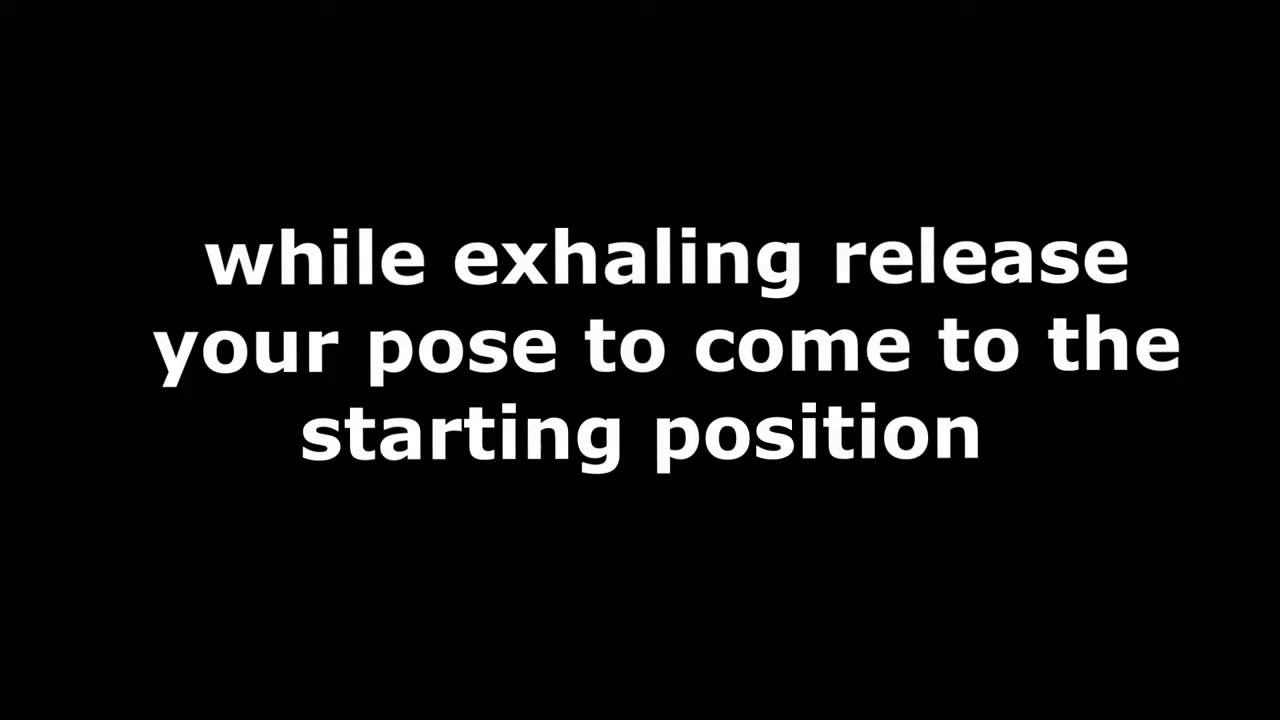 while exhaling release
your pose to come to the
starting position